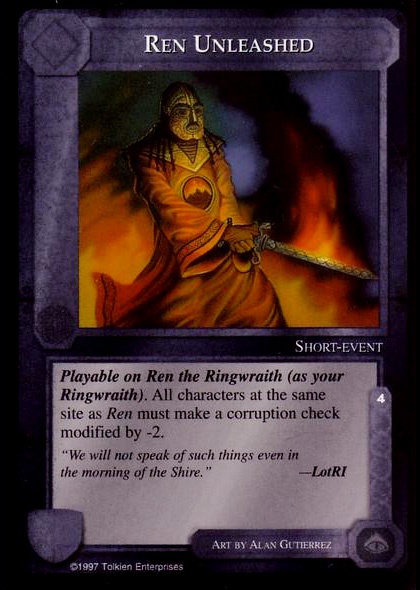 Ren Unleashed
Short-event
Playable on Ren the Ringwraith (as your
Ringwraith). All characters at the same
site as Ren must make a corruption check
modified by -2.
4
“We will not speak of such things even in
the morning of the Shire.” —LotRI
Art by Alan Gutierrez
©1997 Tolkien Enterprises